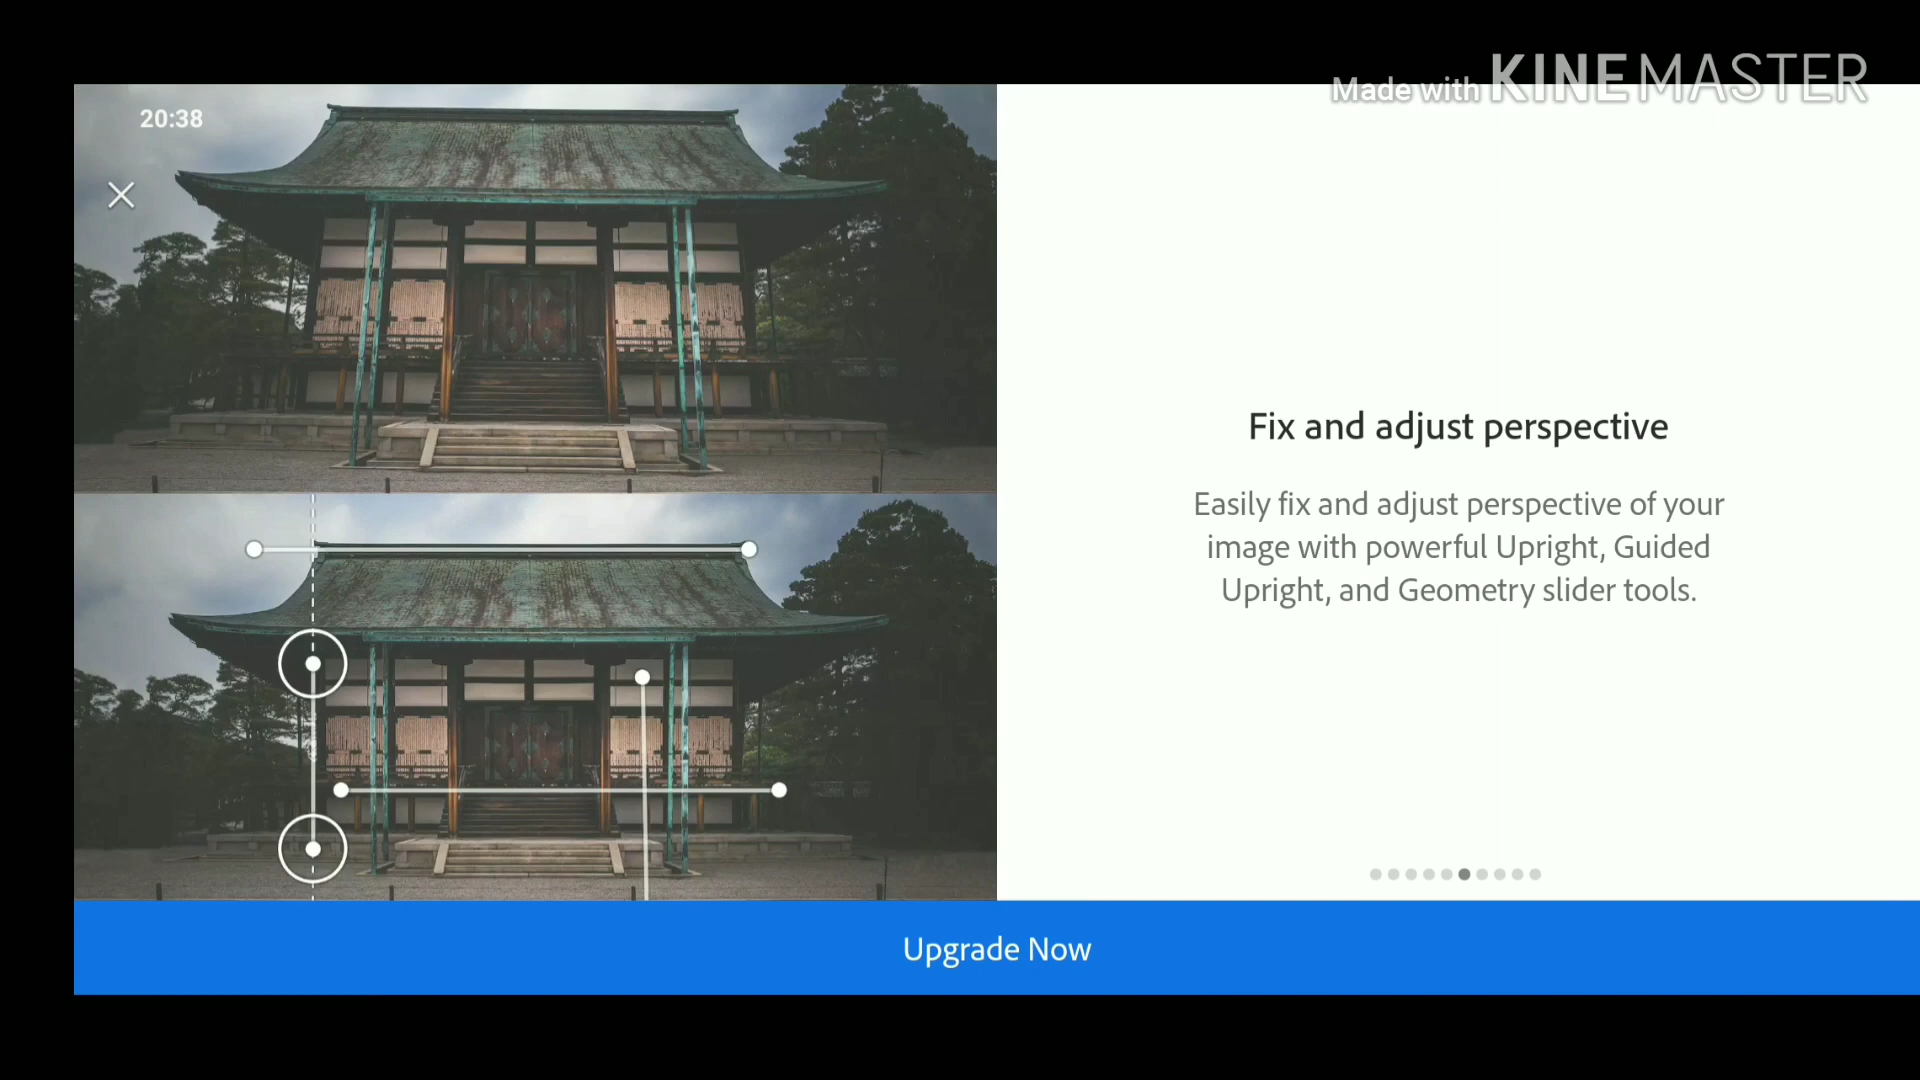 Made with KINEMASTER
20:38
Fix and adjust perspective
Easily fix and adjust perspective of your
image with powerful Upright, Guided
Upright, and Geometry slider tools.
Upgrade Now